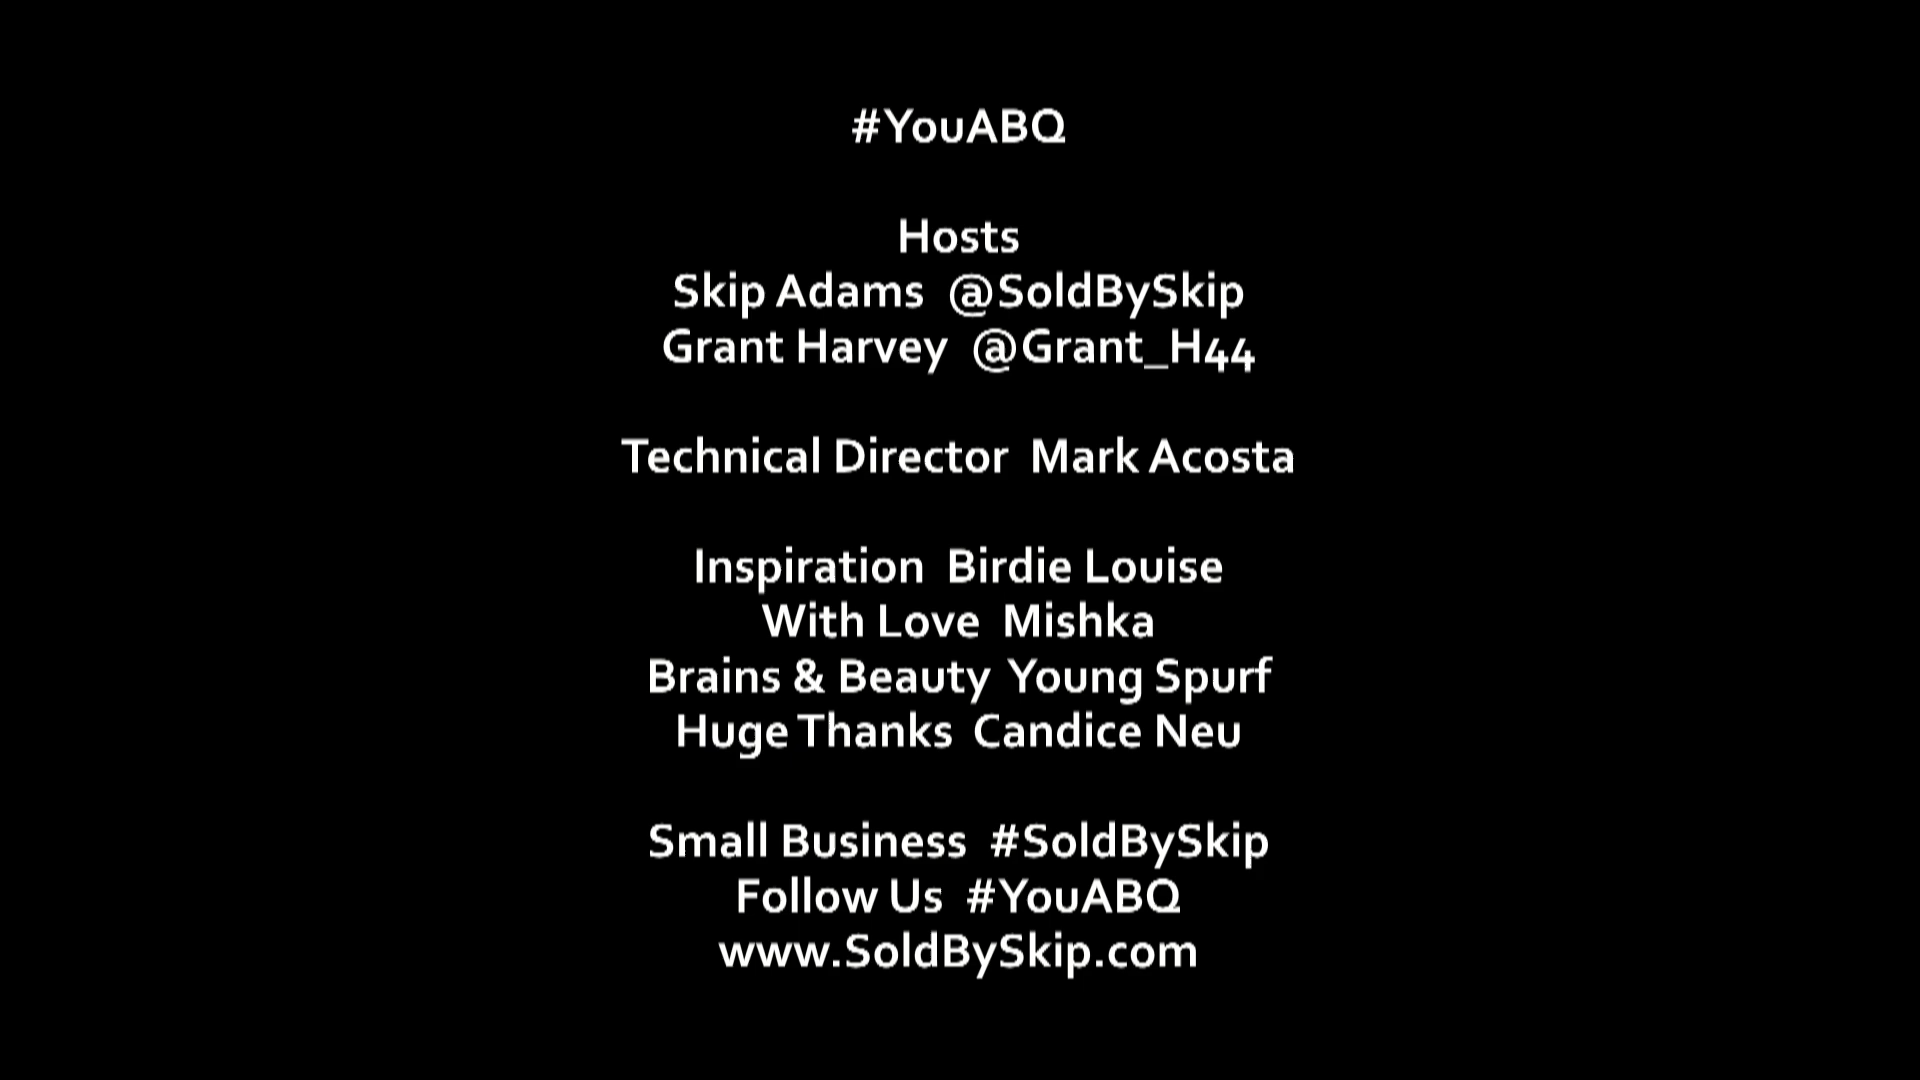 #YouABQ
Hosts
Skip Adams @SoldBySkip
Grant Harvey @Grant_H44
Technical Director Mark Acosta
Inspiration Birdie Louise
With Love Mishka
Brains & Beauty Young Spurf
Huge Thanks Candice Neu
Small Business #SoldBySkip
Follow Us #YouABQ
www.SoldBySkip.com